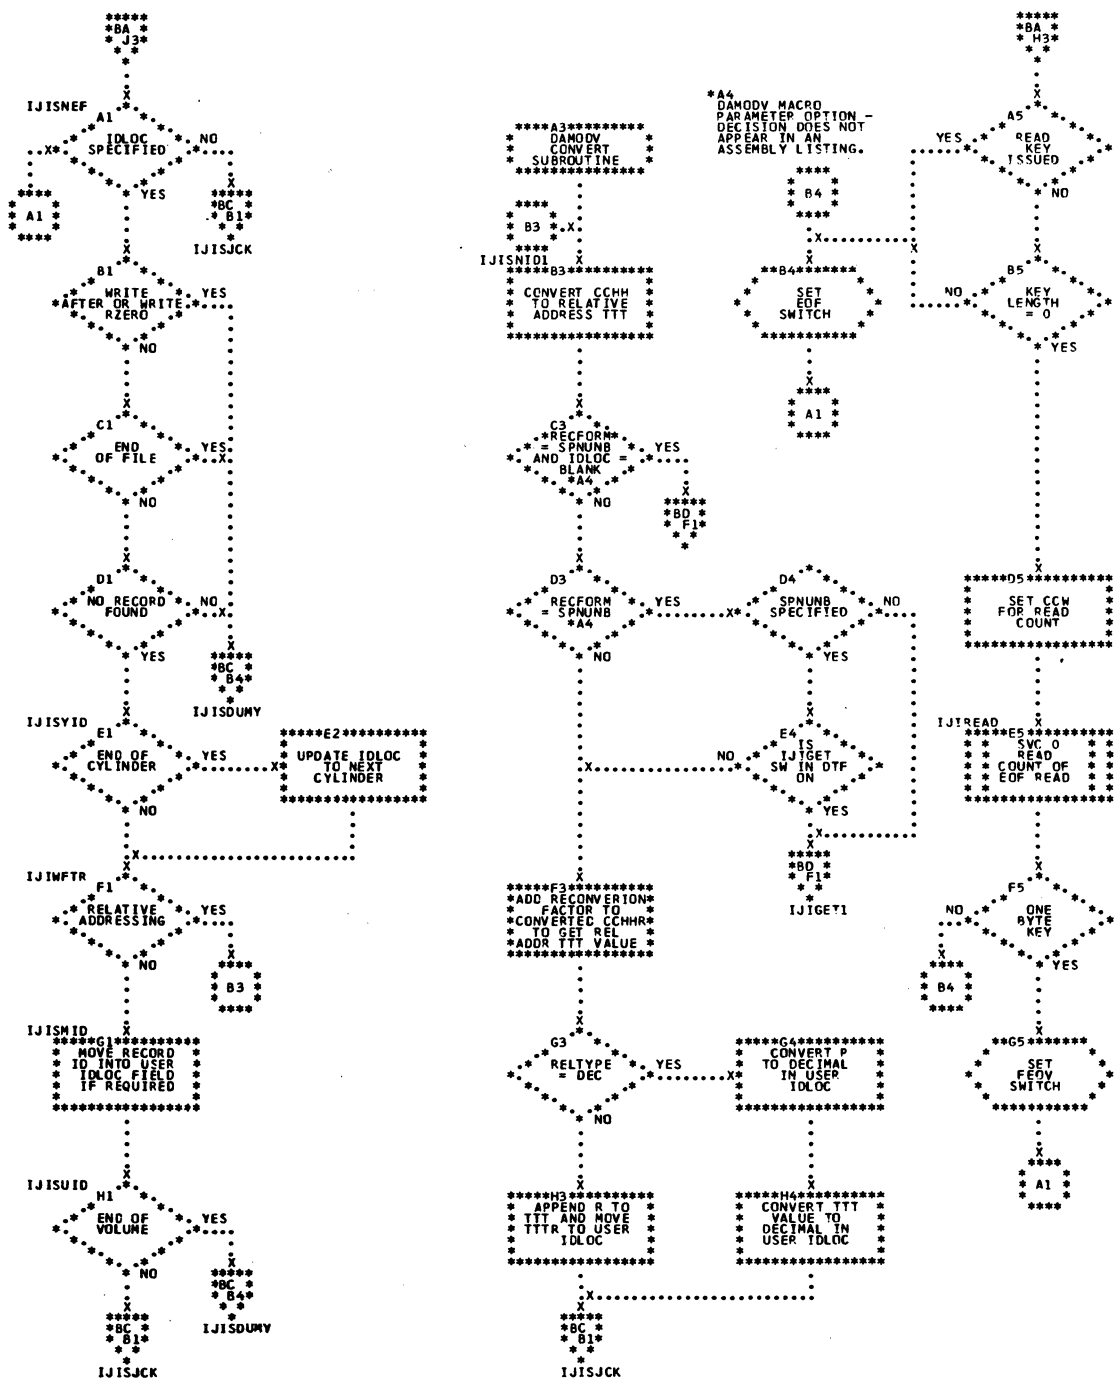 BA
J3
IJISNEF
A1
IDLOC
SPECIFIED
NO
YES
A1
BC
B1
IJISJCK
B1
WRITE
AFTER OR WRITE
RZERO
YES
NO
C1
END
OF FILE
YES
NO
D1
NO RECORD
FOUND
NO
YES
BC
B4
IJISDUMY
IJISYID
E1
END OF
CYLINDER
YES
NO
E2
UPDATE IDLOC
TO NEXT
CYLINDER
IJIWFTR
F1
RELATIVE
ADDRESSING
YES
NO
B3
IJISMID
G1
MOVE RECORD
ID INTO USER
IDLOC FIELD
IF REQUIRED
IJISUID
H1
END OF
VOLUME
YES
NO
BC
B4
IJISDUMY
BC
B1
IJISJCK
A3
DAMODV
CONVERT
SUBROUTINE
B3
IJISNID1
B3
CONVERT CCHH
TO RELATIVE
ADDRESS TTT
C3
*RECFORM*
= SPNUNB
AND IDLOC =
BLANK
*A4
YES
NO
BD
F1
D3
RECFORM
= SPNUNB
*A4
YES
NO
D4
SPNUNB
SPECIFIED
NO
YES
E4
IS
IJIGET
SW IN DTF
ON
NO
YES
BD
F1
IJIGET1
F3
ADD RECONVERION
FACTOR TO
CONVERTED CCHHR
TO GET REL
ADDR TTT VALUE
G3
RELTYPE
= DEC
YES
NO
G4
CONVERT R
TO DECIMAL
IN USER
IDLOC
H3
APPEND R TO
TTT AND MOVE
TTTR TO USER
IDLOC
H4
CONVERT TTT
VALUE TO
DECIMAL IN
USER IDLOC
BC
B1
IJISJCK
*A4
DAMODV MACRO
PARAMETER OPTION -
DECISION DOES NOT
APPEAR IN AN
ASSEMBLY LISTING.
B4
B4
SET
EOF
SWITCH
A1
BA
H3
A5
READ
KEY
ISSUED
YES
NO
B5
KEY
LENGTH
= 0
NO
YES
D5
SET CCW
FOR READ
COUNT
IJIREAD
E5
SVC 0
READ
COUNT OF
EOF READ
F5
ONE
BYTE
KEY
NO
YES
B4
G5
SET
FEOV
SWITCH
A1